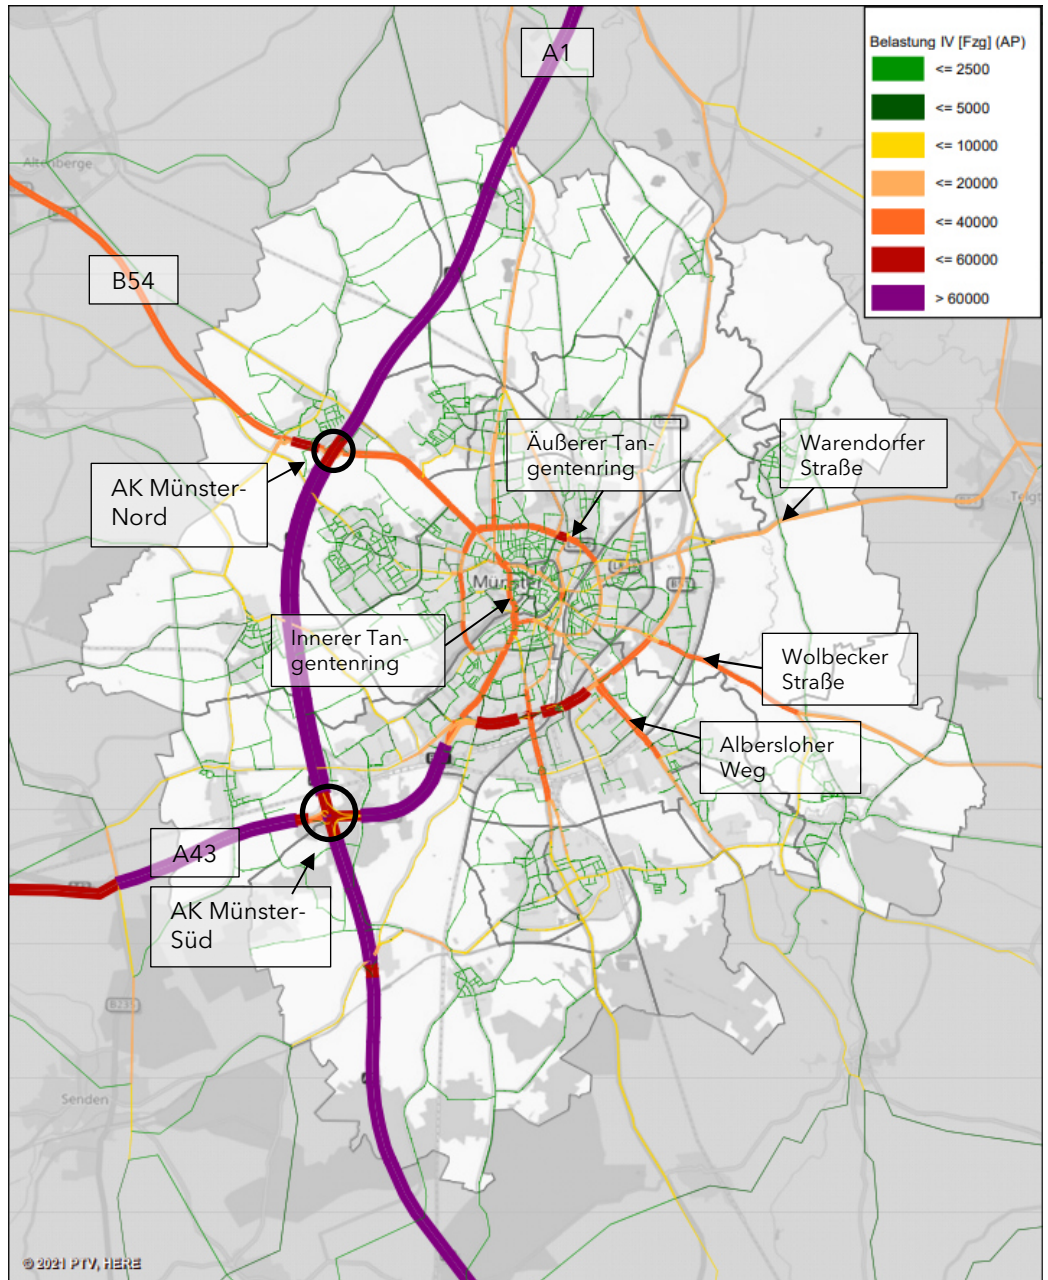 A1
Belastung IV [Fzg] (AP)
<= 2500
<= 5000
<= 10000
<= 20000
<= 40000
<= 60000
> 60000
Altenberge
B54
Äußerer Tan-
gentenring
Warendorfer
Straße
AK Münster-
Nord
Telgt
Münster
Innerer Tan-
gentenring
Wolbecker
Straße
Albersloher
Weg
A43
AK Münster-
Süd
B235
Senden
© 2021 PTV, HERE